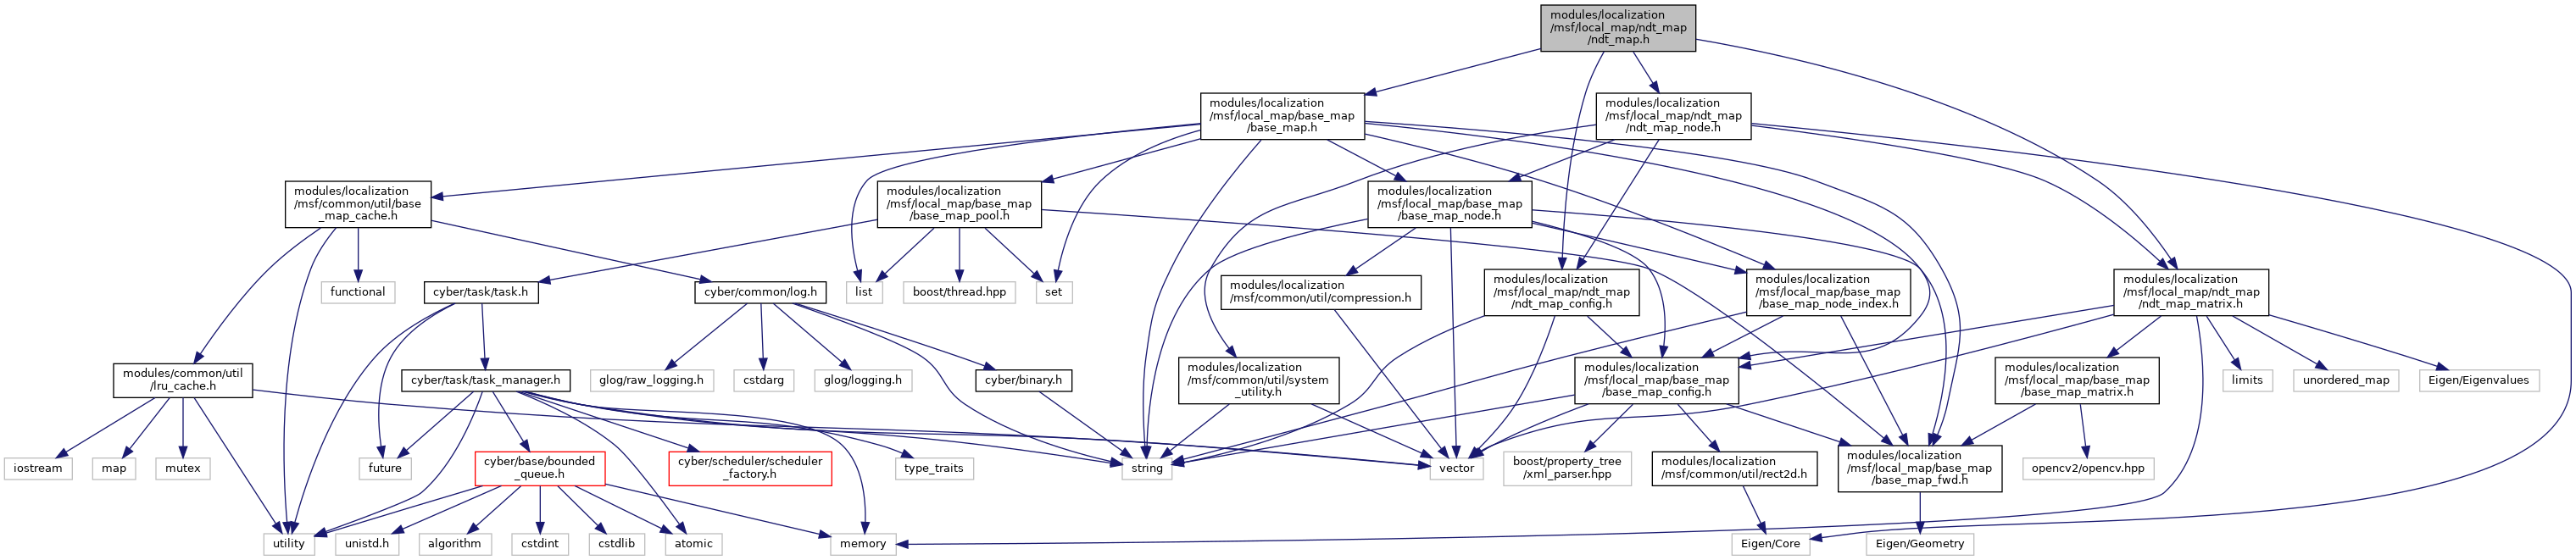 modules/localization
/msf/local_map/ndt_map
/ndt_map.h
modules/localization
/msf/local_map/base_map
/base_map.h
modules/localization
/msf/local_map/ndt_map
/ndt_map_node.h
modules/localization
/msf/common/util/base
_map_cache.h
modules/localization
/msf/local_map/base_map
/base_map_pool.h
modules/localization
/msf/local_map/base_map
/base_map_node.h
functional
cyber/task/task.h
cyber/common/log.h
list
boost/thread.hpp
set
modules/localization
/msf/common/util/compression.h
modules/localization
/msf/local_map/ndt_map
/ndt_map_config.h
modules/localization
/msf/local_map/base_map
/base_map_node_index.h
modules/localization
/msf/local_map/ndt_map
/ndt_map_matrix.h
modules/common/util
/lru_cache.h
cyber/task/task_manager.h
glog/raw_logging.h
cstdarg
glog/logging.h
cyber/binary.h
modules/localization
/msf/common/util/system
_utility.h
modules/localization
/msf/local_map/base_map
/base_map_config.h
modules/localization
/msf/local_map/base_map
/base_map_matrix.h
limits
unordered_map
Eigen/Eigenvalues
iostream
map
mutex
future
cyber/base/bounded
_queue.h
cyber/scheduler/scheduler
_factory.h
type_traits
string
vector
boost/property_tree
/xml_parser.hpp
modules/localization
/msf/common/util/rect2d.h
modules/localization
/msf/local_map/base_map
/base_map_fwd.h
opencv2/opencv.hpp
utility
unistd.h
algorithm
cstdint
cstdlib
atomic
memory
Eigen/Core
Eigen/Geometry